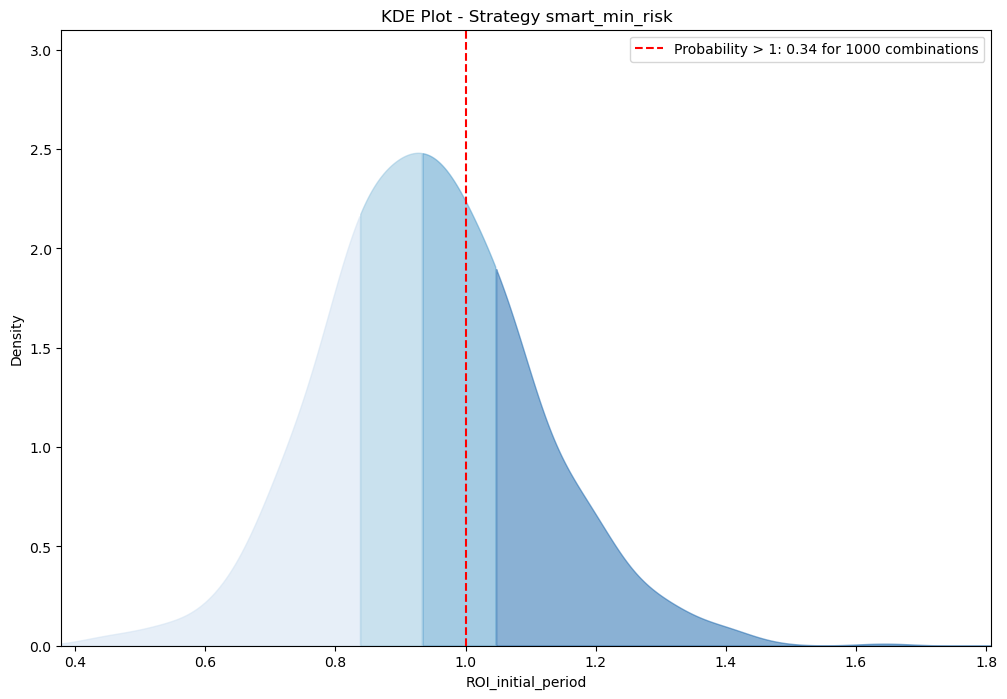 KDE Plot - Strategy smart_min_risk
Probability > 1: 0.34 for 1000 combinations
Density
3.0
2.5
2.0
1.5
1.0
0.5
0.0
0.4 0.6 0.8 1.0 1.2 1.4 1.6 1.8
ROI_initial_period